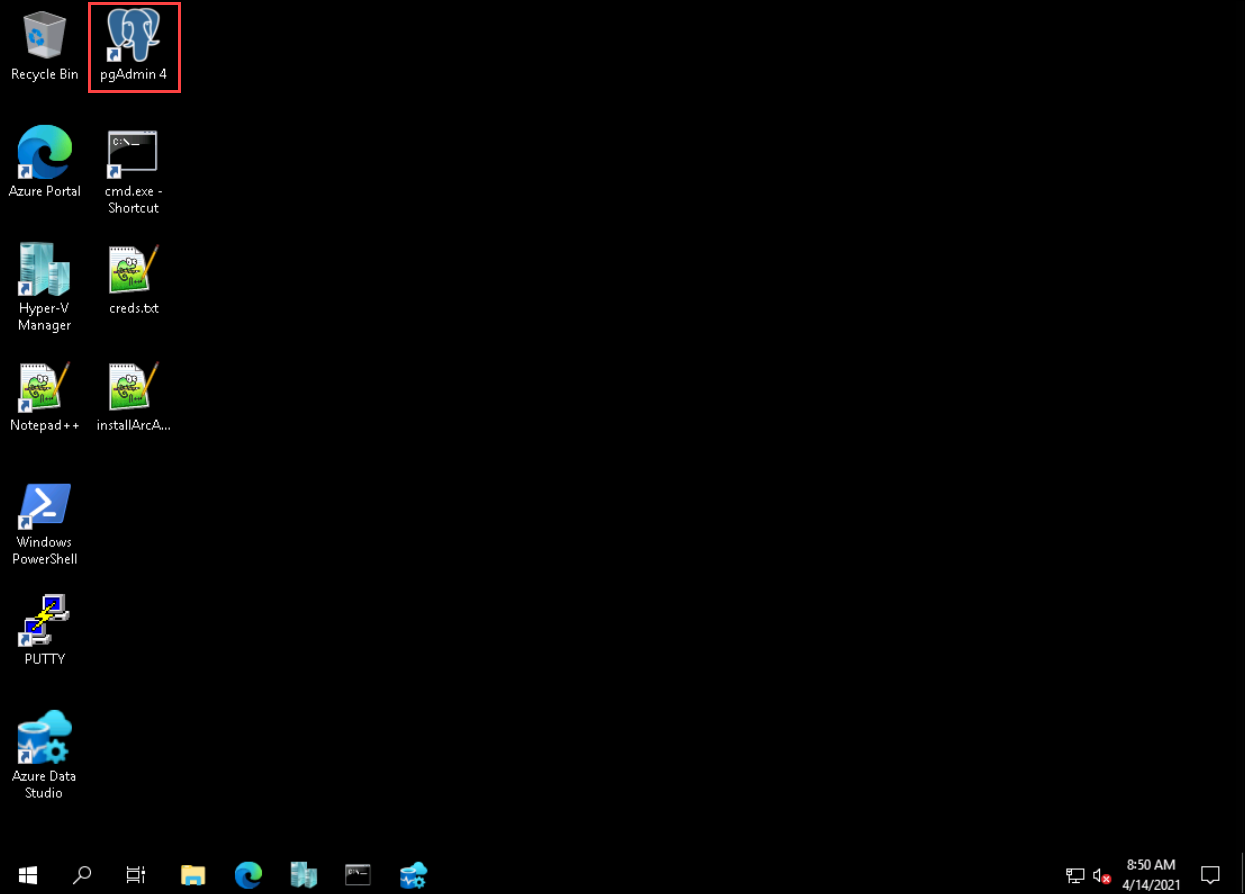 Recycle Bin
pgAdmin 4
Azure Portal
C:\_
cmd.exe -
Shortcut
Hyper-V
Manager
creds.txt
Notepad++
installArcA...
Windows
PowerShell
PUTTY
Azure Data
Studio
8:50 AM
4/14/2021